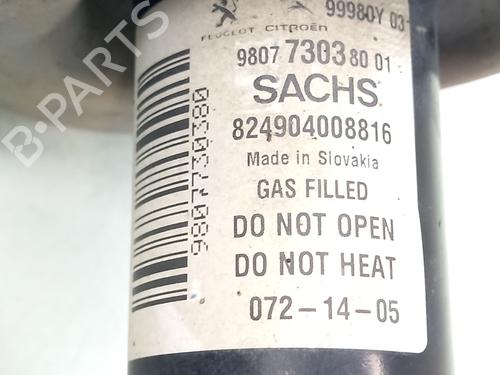 99980Y 03
PEUGEOT CITROËN
9807 7303 80 01
SACHS
824904008816
Made in Slovakia
GAS FILLED
DO NOT OPEN
DO NOT HEAT
072-14-05
9807730380
B-PARTS